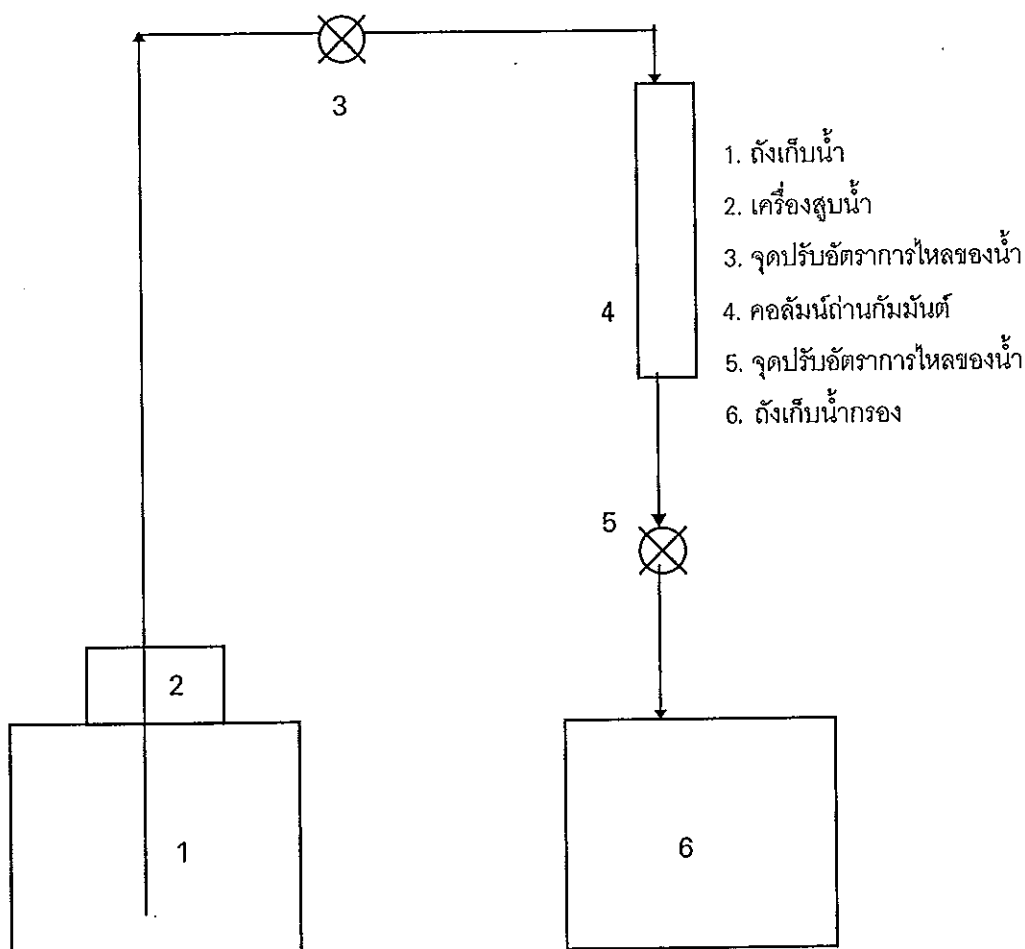 3
1. ถังเก็บน้ำ
2. เครื่องสูบน้ำ
3. จุดปรับอัตราการไหลของน้ำ
4. คอลัมน์ถ่านกัมมันต์
5. จุดปรับอัตราการไหลของน้ำ
6. ถังเก็บน้ำกรอง
4
5
2
1
6